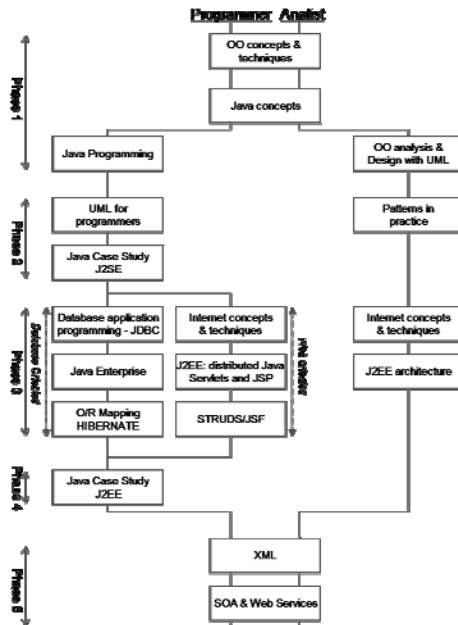 Programmer Analist
OO concepts &
techniques
Java concepts
Phase 1
Java Programming
OO analysis &
Design with UML
Phase 2
UML for
programmers
Patterns in
practice
Java Case Study
J2SE
Phase 3
Database oriented
Database application
programming - JDBC
Internet concepts
& techniques
Web oriented
Internet concepts
& techniques
Java Enterprise
J2EE: distributed Java
Servlets and JSP
J2EE architecture
O/R Mapping
HIBERNATE
STRUDS/JSF
Phase 4
Java Case Study
J2EE
XML
Phase 5
SOA & Web Services